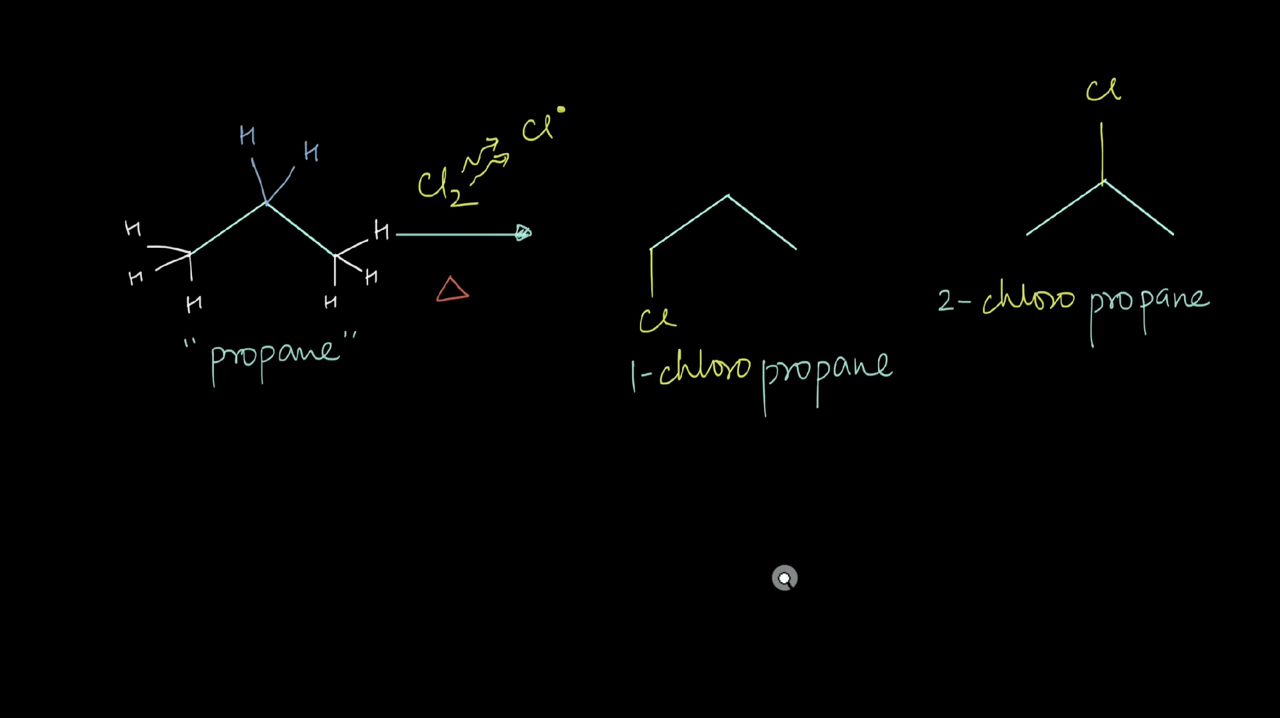 H H
H
H
H
H
H
H
"propane"
Cl₂
Cl•
△
Cl
1-chloropropane
Cl
2-chloropropane